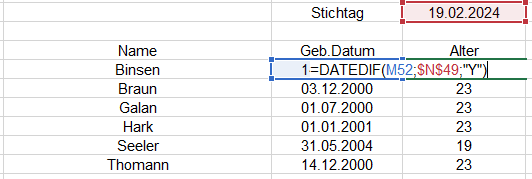 Stichtag 19.02.2024
Name Geb.Datum Alter
Binsen 1=DATEDIF(M52;$N$49;"Y")
Braun 03.12.2000 23
Galan 01.07.2000 23
Hark 01.01.2001 23
Seeler 31.05.2004 19
Thomann 14.12.2000 23